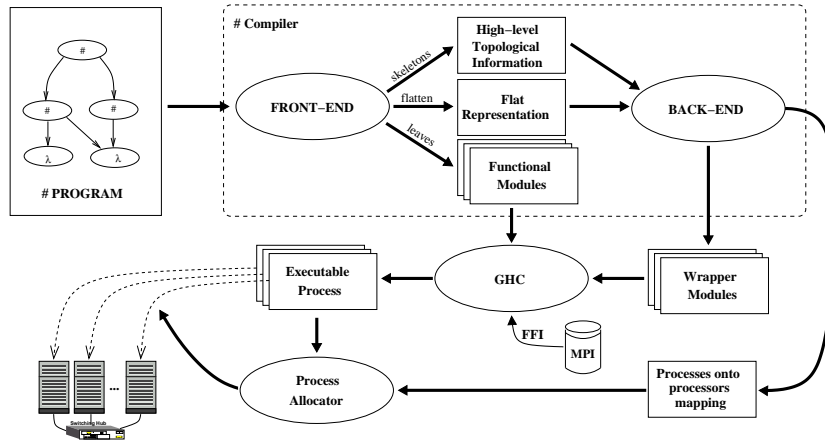 # Compiler
#
#
#
λ
λ
# PROGRAM
FRONT−END
skeletons
flatten
leaves
High−level
Topological
Information
Flat
Representation
Functional
Modules
BACK−END
Executable
Process
GHC
Wrapper
Modules
FFI
MPI
Process
Allocator
Processes onto
processors
mapping
...
Switching Hub